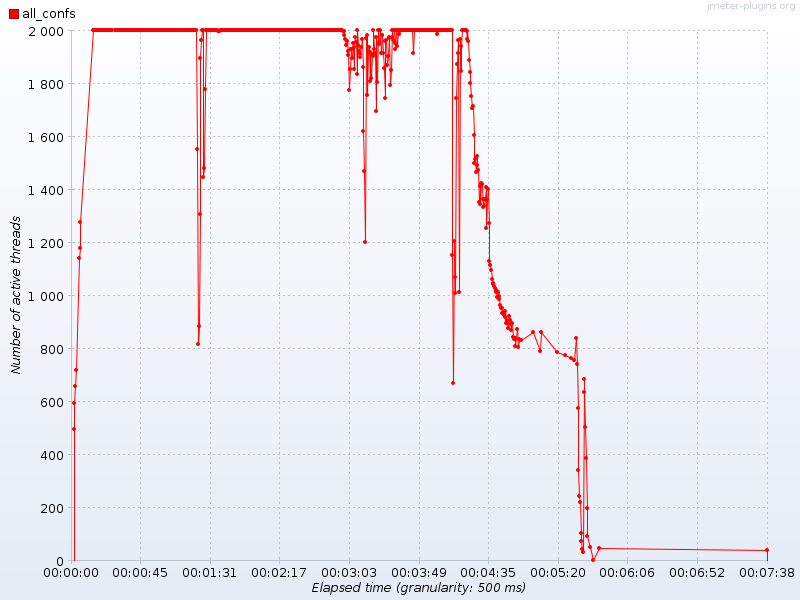 jmeter-plugins.org
all_confs
2 000
1 800
1 600
1 400
1 200
1 000
800
600
400
200
0
Number of active threads
00:00:00 00:00:45 00:01:31 00:02:17 00:03:03 00:03:49 00:04:35 00:05:20 00:06:06 00:06:52 00:07:38
Elapsed time (granularity: 500 ms)